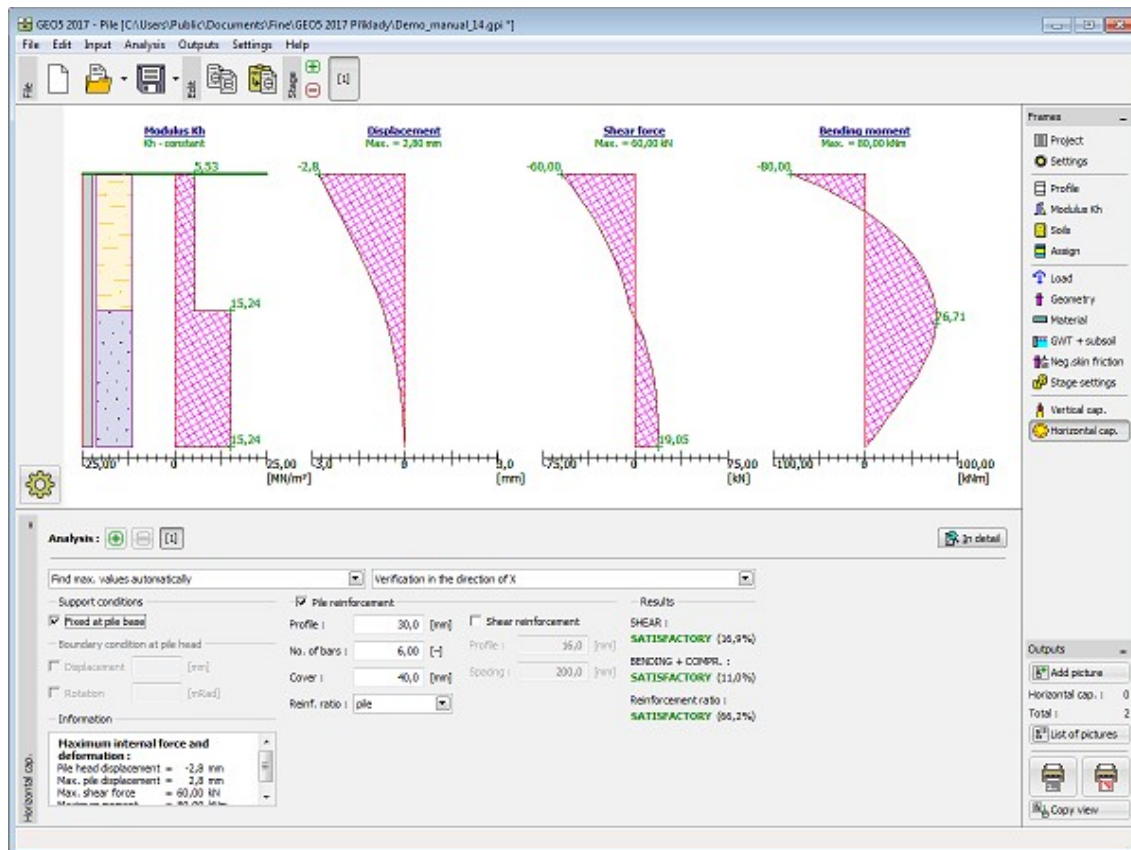 GEO5 2017 - Pile [C:\Users\Public\Documents\Fine\GEO5 2017 Příklady\Demo_manual_14.gpi *]
File Edit Input Analysis Outputs Settings Help
File
Edit
Stage
[1]
Modulus Kh
Kh - constant
5,53
15,24
15,24
-25,00 0 25,00
[MN/m³]
Displacement
Max. = 2,80 mm
-2,8
-3,0 0 3,0
[mm]
Shear force
Max. = 60,00 kN
-60,00
19,05
-75,00 0 75,00
[kN]
Bending moment
Max. = 80,00 kNm
-80,00
76,71
-100,00 0 100,00
[kNm]
Frames
Project
Settings
Profile
Modulus Kh
Soils
Assign
Load
Geometry
Material
GWT + subsoil
Neg.skin friction
Stage settings
Vertical cap.
Horizontal cap.
Horizontal cap.
Analysis : [1]
In detail
Find max. values automatically
Verification in the direction of X
Support conditions
Fixed at pile base
Boundary condition at pile head
Displacement [mm]
Rotation [mRad]
Information
Maximum internal force and
deformation :
Pile head displacement = -2,8 mm
Max. pile displacement = 2,8 mm
Max. shear force = 60,00 kN
Maximum moment = 80,00 kNm
Pile reinforcement
Profile : 30,0 [mm]
No. of bars : 6,00 [-]
Cover : 40,0 [mm]
Reinf. ratio : pile
Shear reinforcement
Profile : 16,0 [mm]
Spacing : 200,0 [mm]
Results
SHEAR :
SATISFACTORY (16,9%)
BENDING + COMPR. :
SATISFACTORY (11,0%)
Reinforcement ratio :
SATISFACTORY (66,2%)
Outputs
Add picture
Horizontal cap. : 0
Total : 2
List of pictures
Copy view